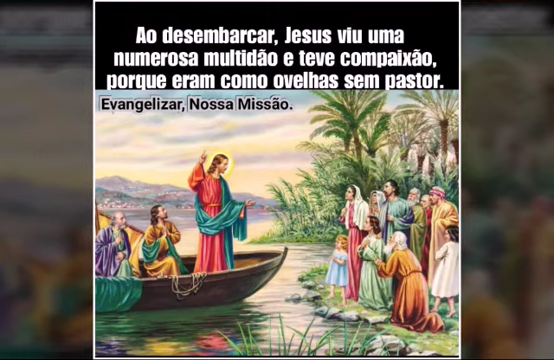 Ao desembarcar, Jesus viu uma
numerosa multidão e teve compaixão,
porque eram como ovelhas sem pastor.
Evangelizar, Nossa Missão.